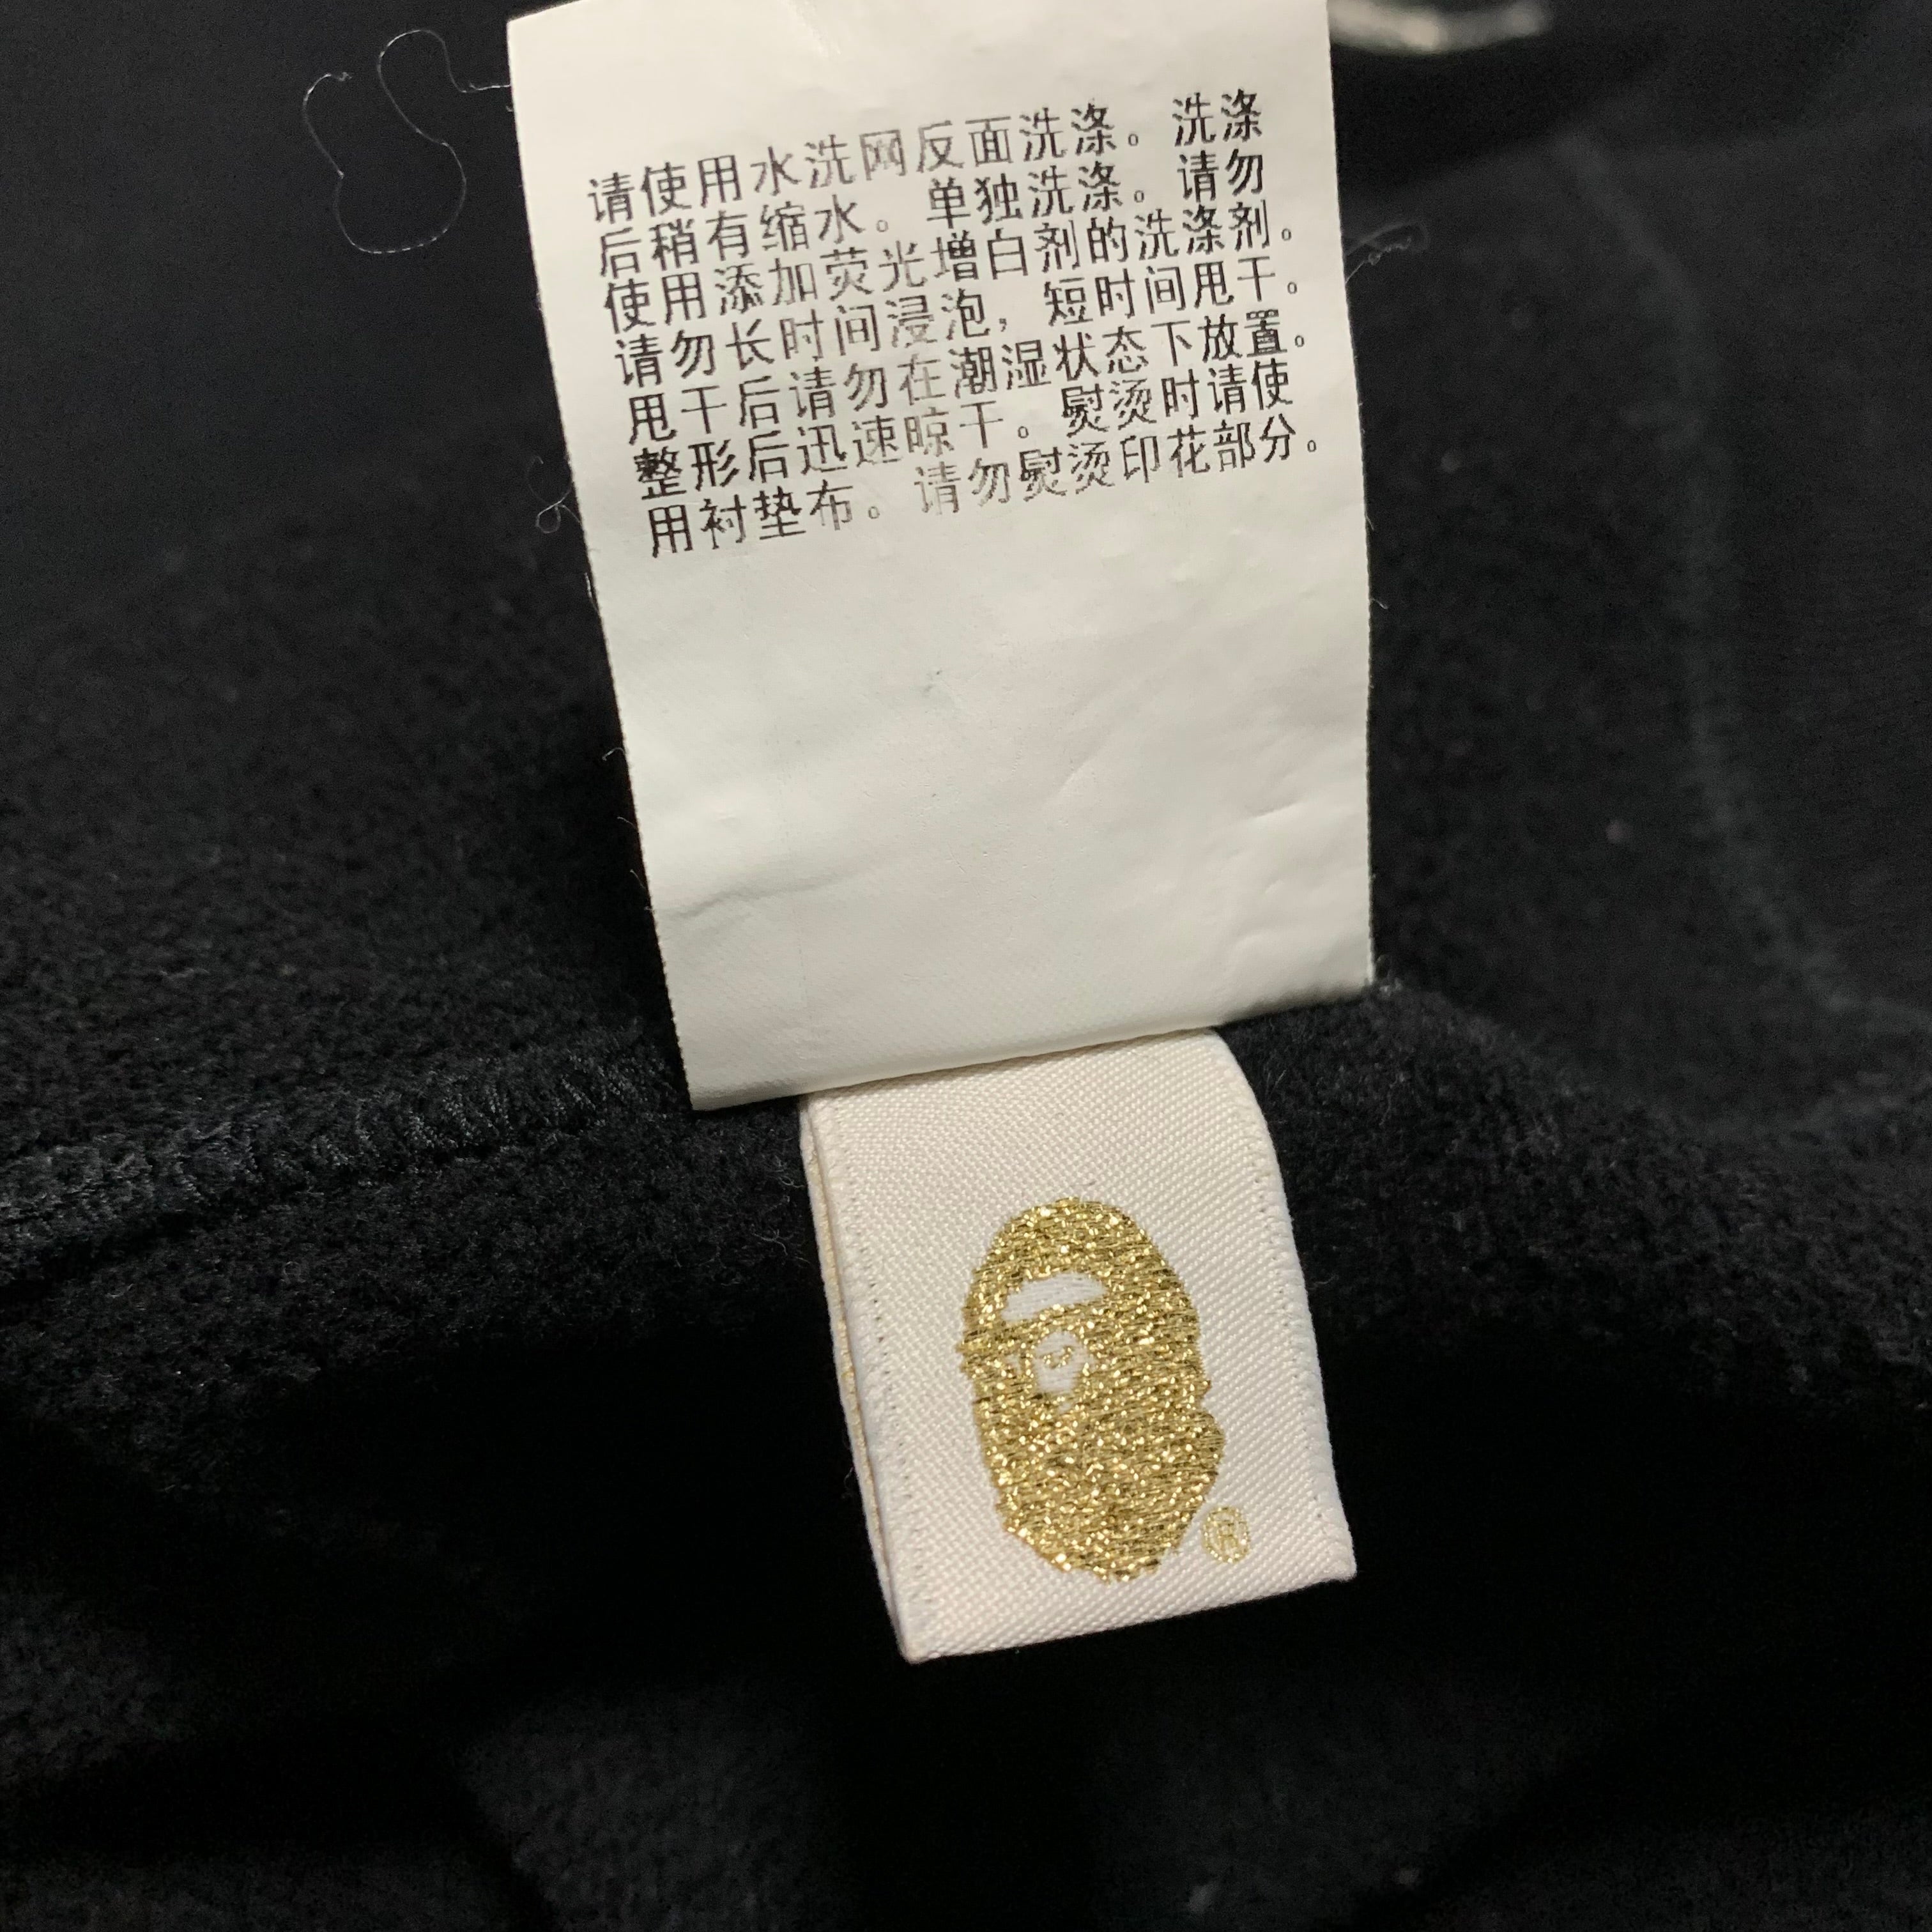 请使用水洗网反面洗涤。洗涤
后稍有缩水。单独洗涤。请勿
使用添加荧光增白剂的洗涤剂。
请勿长时间浸泡，短时间甩干。
甩干后请勿在潮湿状态下放置。
整形后迅速晾干。熨烫时请使
用衬垫布。请勿熨烫印花部分。
®